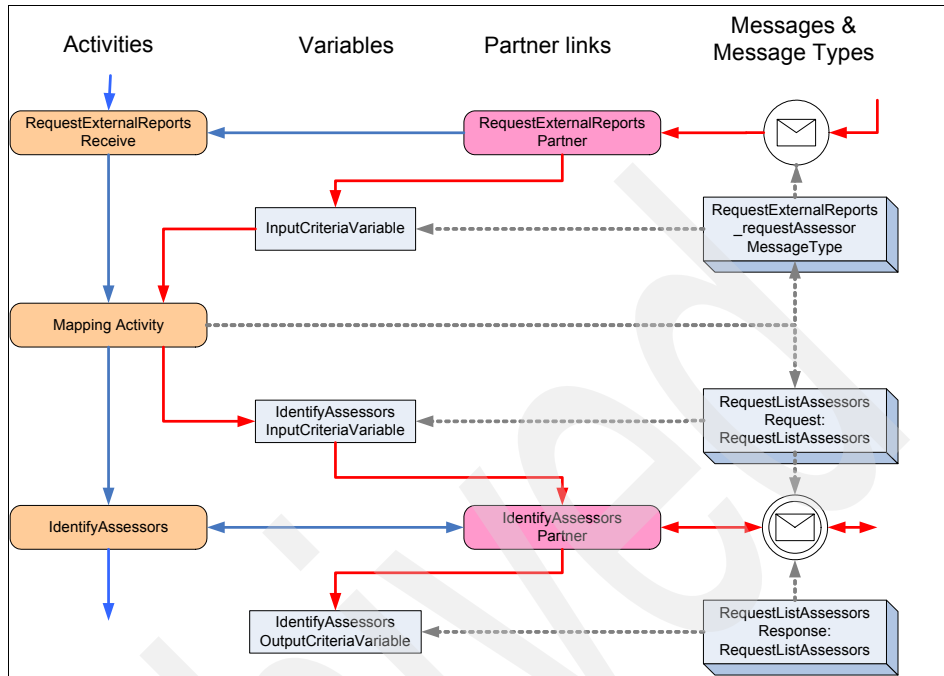 Activities
Variables
Partner links
Messages &
Message Types
RequestExternalReports
Receive
RequestExternalReports
Partner
InputCriteriaVariable
RequestExternalReports
_requestAssessor
MessageType
Mapping Activity
IdentifyAssessors
InputCriteriaVariable
RequestListAssessors
Request:
RequestListAssessors
IdentifyAssessors
IdentifyAssessors
Partner
IdentifyAssessors
OutputCriteriaVariable
RequestListAssessors
Response:
RequestListAssessors